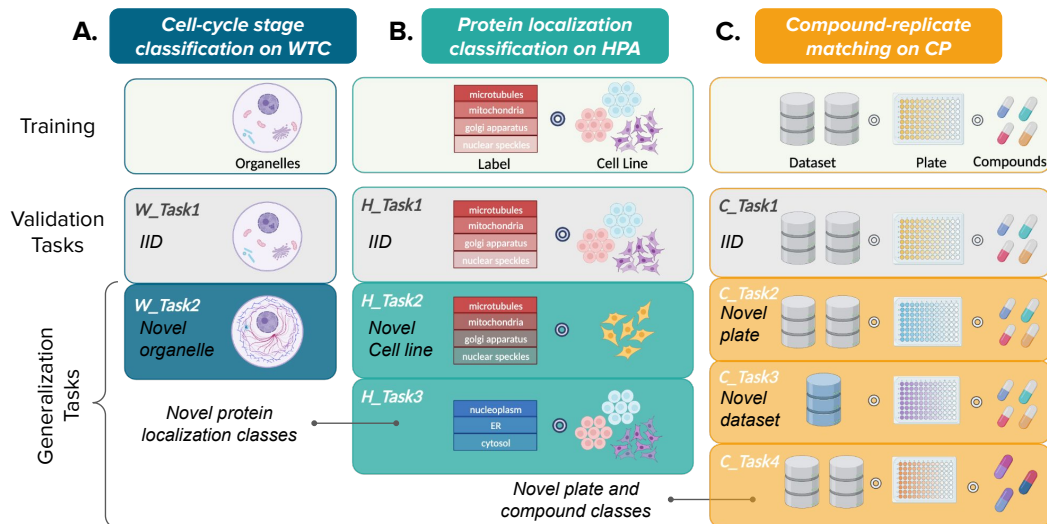 A.
Cell-cycle stage
classification on WTC
B.
Protein localization
classification on HPA
C.
Compound-replicate
matching on CP
Training
Organelles
microtubules
mitochondria
golgi apparatus
nuclear speckles
Label
Cell Line
Dataset
Plate
Compounds
Validation
Tasks
W_Task1
IID
H_Task1
IID
microtubules
mitochondria
golgi apparatus
nuclear speckles
C_Task1
IID
Generalization
Tasks
W_Task2
Novel
organelle
H_Task2
Novel
Cell line
microtubules
mitochondria
golgi apparatus
nuclear speckles
C_Task2
Novel
plate
Novel protein
localization classes
H_Task3
nucleoplasm
ER
cytosol
C_Task3
Novel
dataset
Novel plate and
compound classes
C_Task4